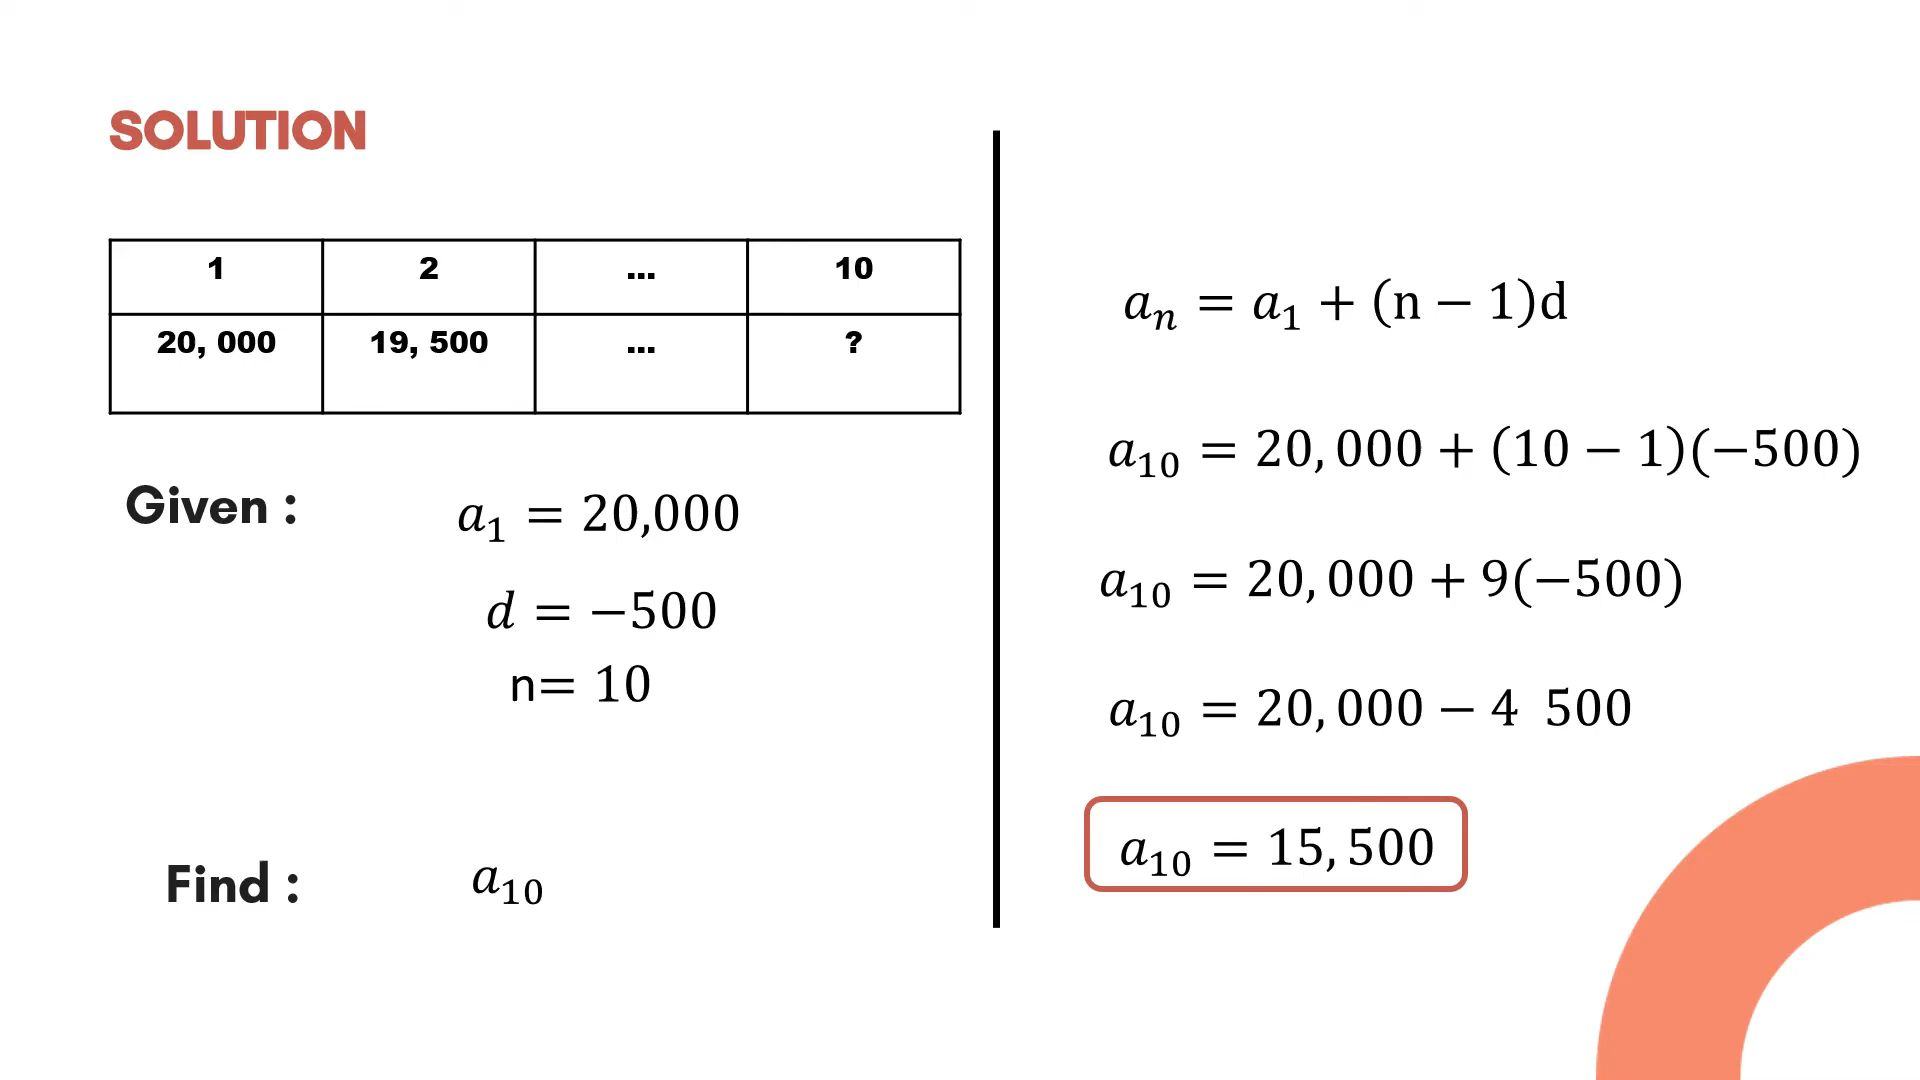 SOLUTION
1 2 ... 10
20, 000 19, 500 ... ?
Given : a₁ = 20,000
d = −500
n= 10
Find : a₁₀
aₙ = a₁ + (n − 1)d
a₁₀ = 20,000 + (10 − 1)(−500)
a₁₀ = 20,000 + 9(−500)
a₁₀ = 20,000 − 4 500
a₁₀ = 15,500